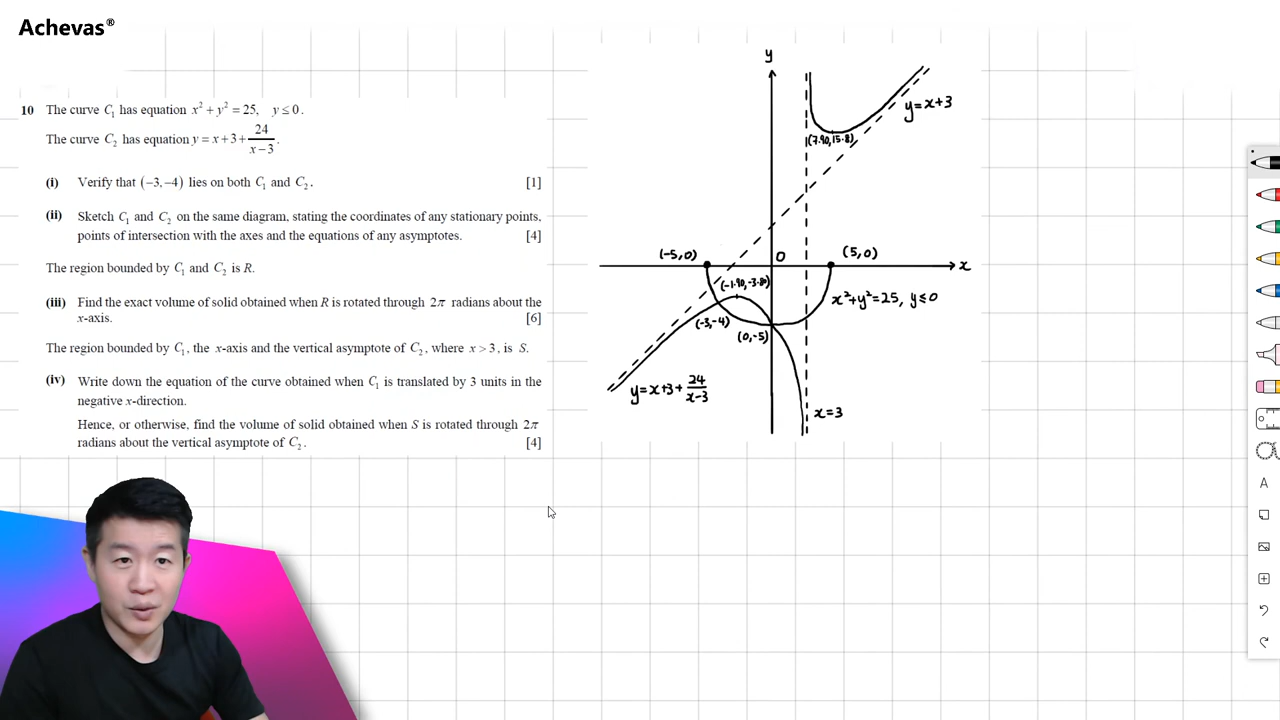 Achevas®
10 The curve C₁ has equation x² + y² = 25, y ≤ 0.
The curve C₂ has equation y = x + 3 + 24/(x − 3).
(i) Verify that (−3, −4) lies on both C₁ and C₂. [1]
(ii) Sketch C₁ and C₂ on the same diagram, stating the coordinates of any stationary points,
points of intersection with the axes and the equations of any asymptotes. [4]
The region bounded by C₁ and C₂ is R.
(iii) Find the exact volume of solid obtained when R is rotated through 2π radians about the
x-axis. [6]
The region bounded by C₁, the x-axis and the vertical asymptote of C₂, where x > 3, is S.
(iv) Write down the equation of the curve obtained when C₁ is translated by 3 units in the
negative x-direction.
Hence, or otherwise, find the volume of solid obtained when S is rotated through 2π
radians about the vertical asymptote of C₂. [4]
y
y=x+3
(7.90,15.8)
(-5,0)
O
(5,0)
x
(-1.90,-3.80)
x²+y²=25, y≤0
(-3,-4)
(0,-5)
y=x+3+24/(x-3)
x=3
A